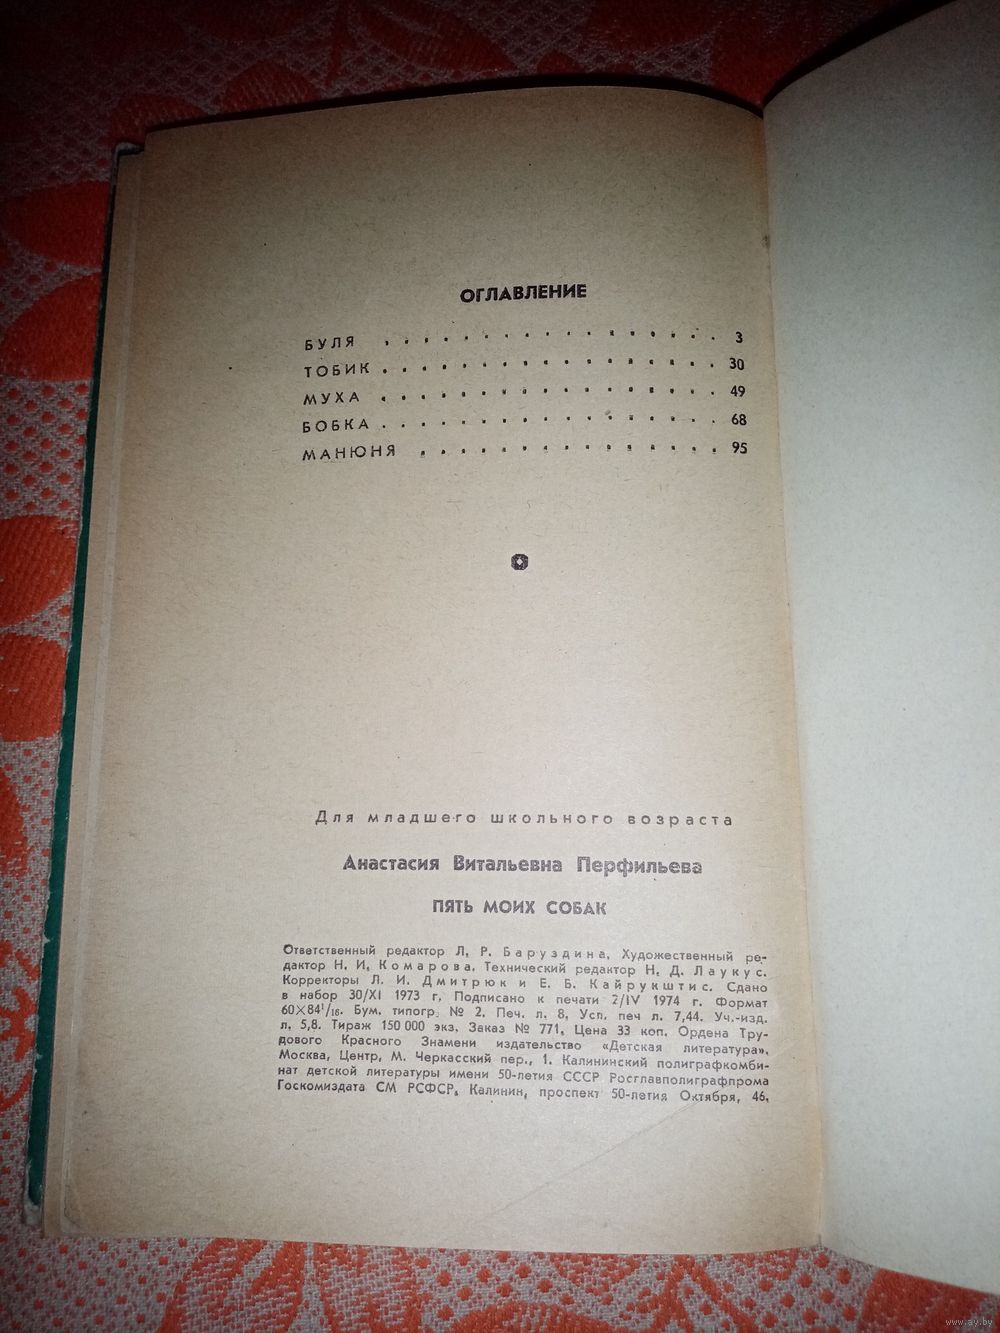 ОГЛАВЛЕНИЕ
БУЛЯ . . . . . . . . . . . . . . . . . 3
ТОБИК . . . . . . . . . . . . . . . . . 30
МУХА . . . . . . . . . . . . . . . . . 49
БОБКА . . . . . . . . . . . . . . . . . 68
МАНЮНЯ . . . . . . . . . . . . . . . 95
Для младшего школьного возраста
Анастасия Витальевна Перфильева
ПЯТЬ МОИХ СОБАК
Ответственный редактор Л. Р. Баруздина. Художественный ре-
дактор Н. И. Комарова. Технический редактор Н. Д. Лаукус.
Корректоры Л. И. Дмитрюк и Е. Б. Кайрукштис. Сдано
в набор 30/XI 1973 г. Подписано к печати 2/IV 1974 г. Формат
60×84¹/₁₆. Бум. типогр. № 2. Печ. л. 8. Усл. печ л. 7,44. Уч.-изд.
л. 5,8. Тираж 150 000 экз. Заказ № 771. Цена 33 коп. Ордена Тру-
дового Красного Знамени издательство «Детская литература».
Москва, Центр, М. Черкасский пер., 1. Калининский полиграфкомби-
нат детской литературы имени 50-летия СССР Росглавполиграфпрома
Госкомиздата СМ РСФСР. Калинин, проспект 50-летия Октября, 46.
www.ay.by